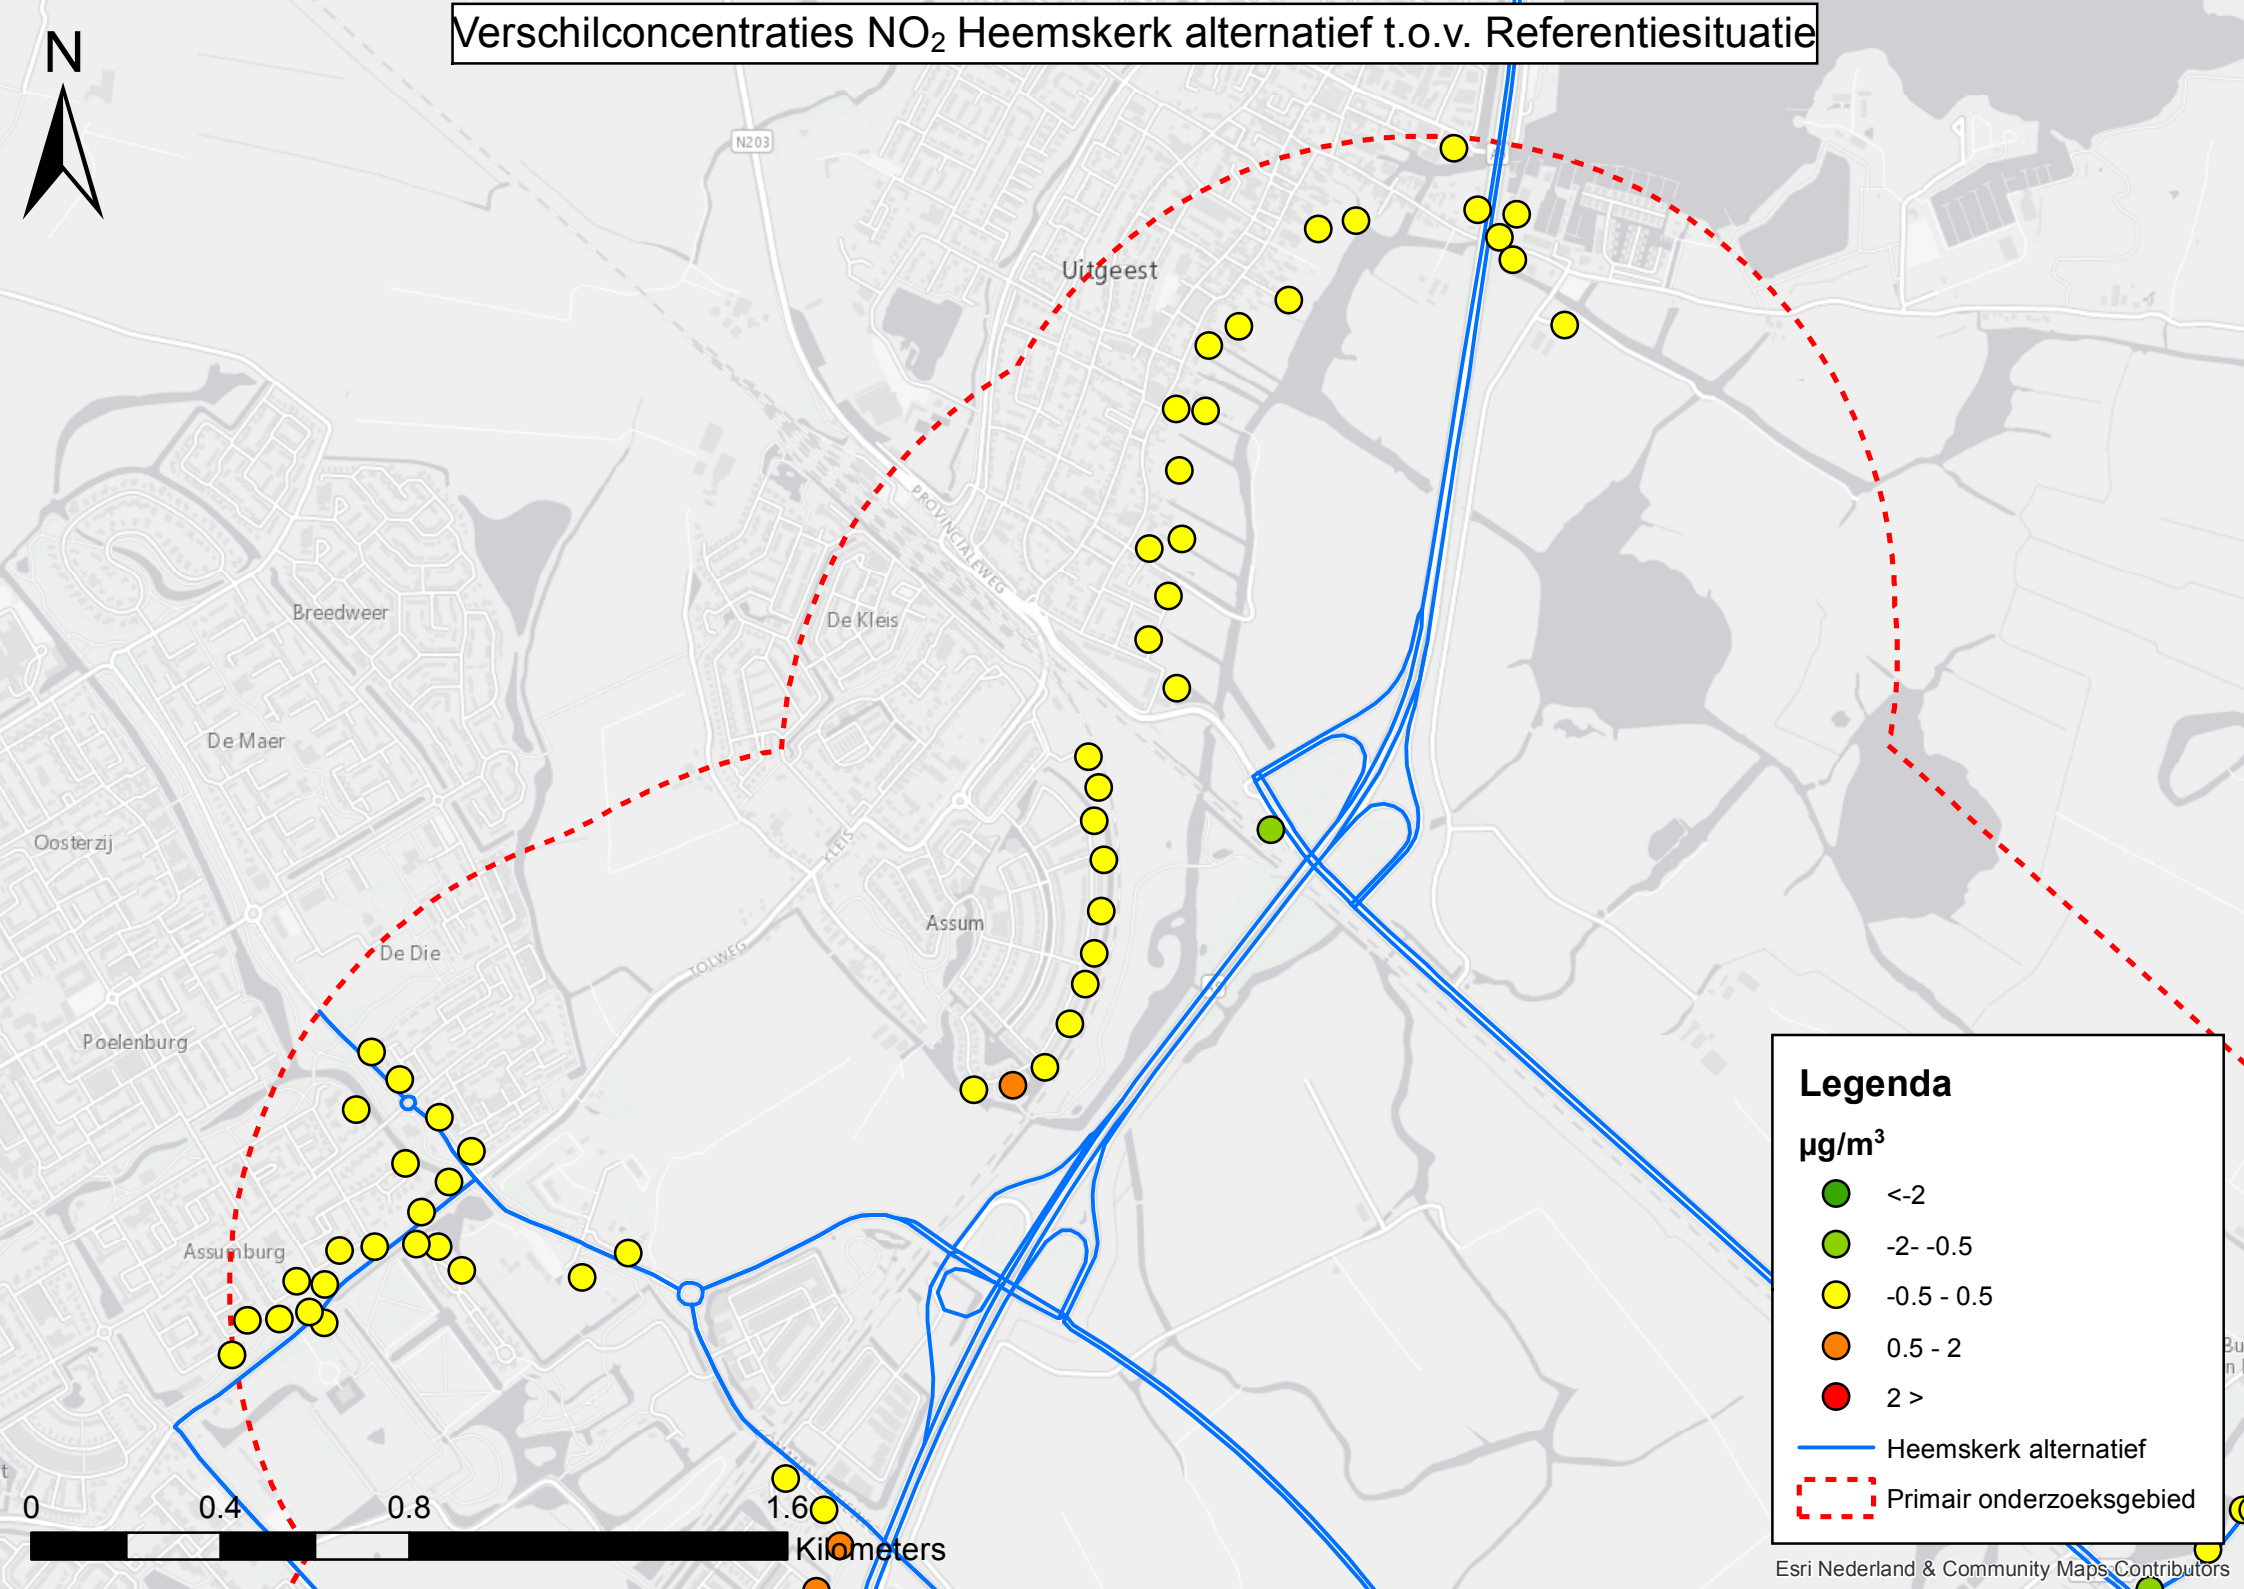 Verschilconcentraties NO₂ Heemskerk alternatief t.o.v. Referentiesituatie
N
N203
Uitgeest
PROVINCIALEWEG
Breedweer
De Kleis
De Maer
Oosterzij
KLEIS
Assum
De Die
TOLWEG
Poelenburg
Assumburg
Legenda
µg/m³
<-2
-2- -0.5
-0.5 - 0.5
0.5 - 2
2 >
Heemskerk alternatief
Primair onderzoeksgebied
0 0.4 0.8 1.6
Kilometers
Esri Nederland & Community Maps Contributors